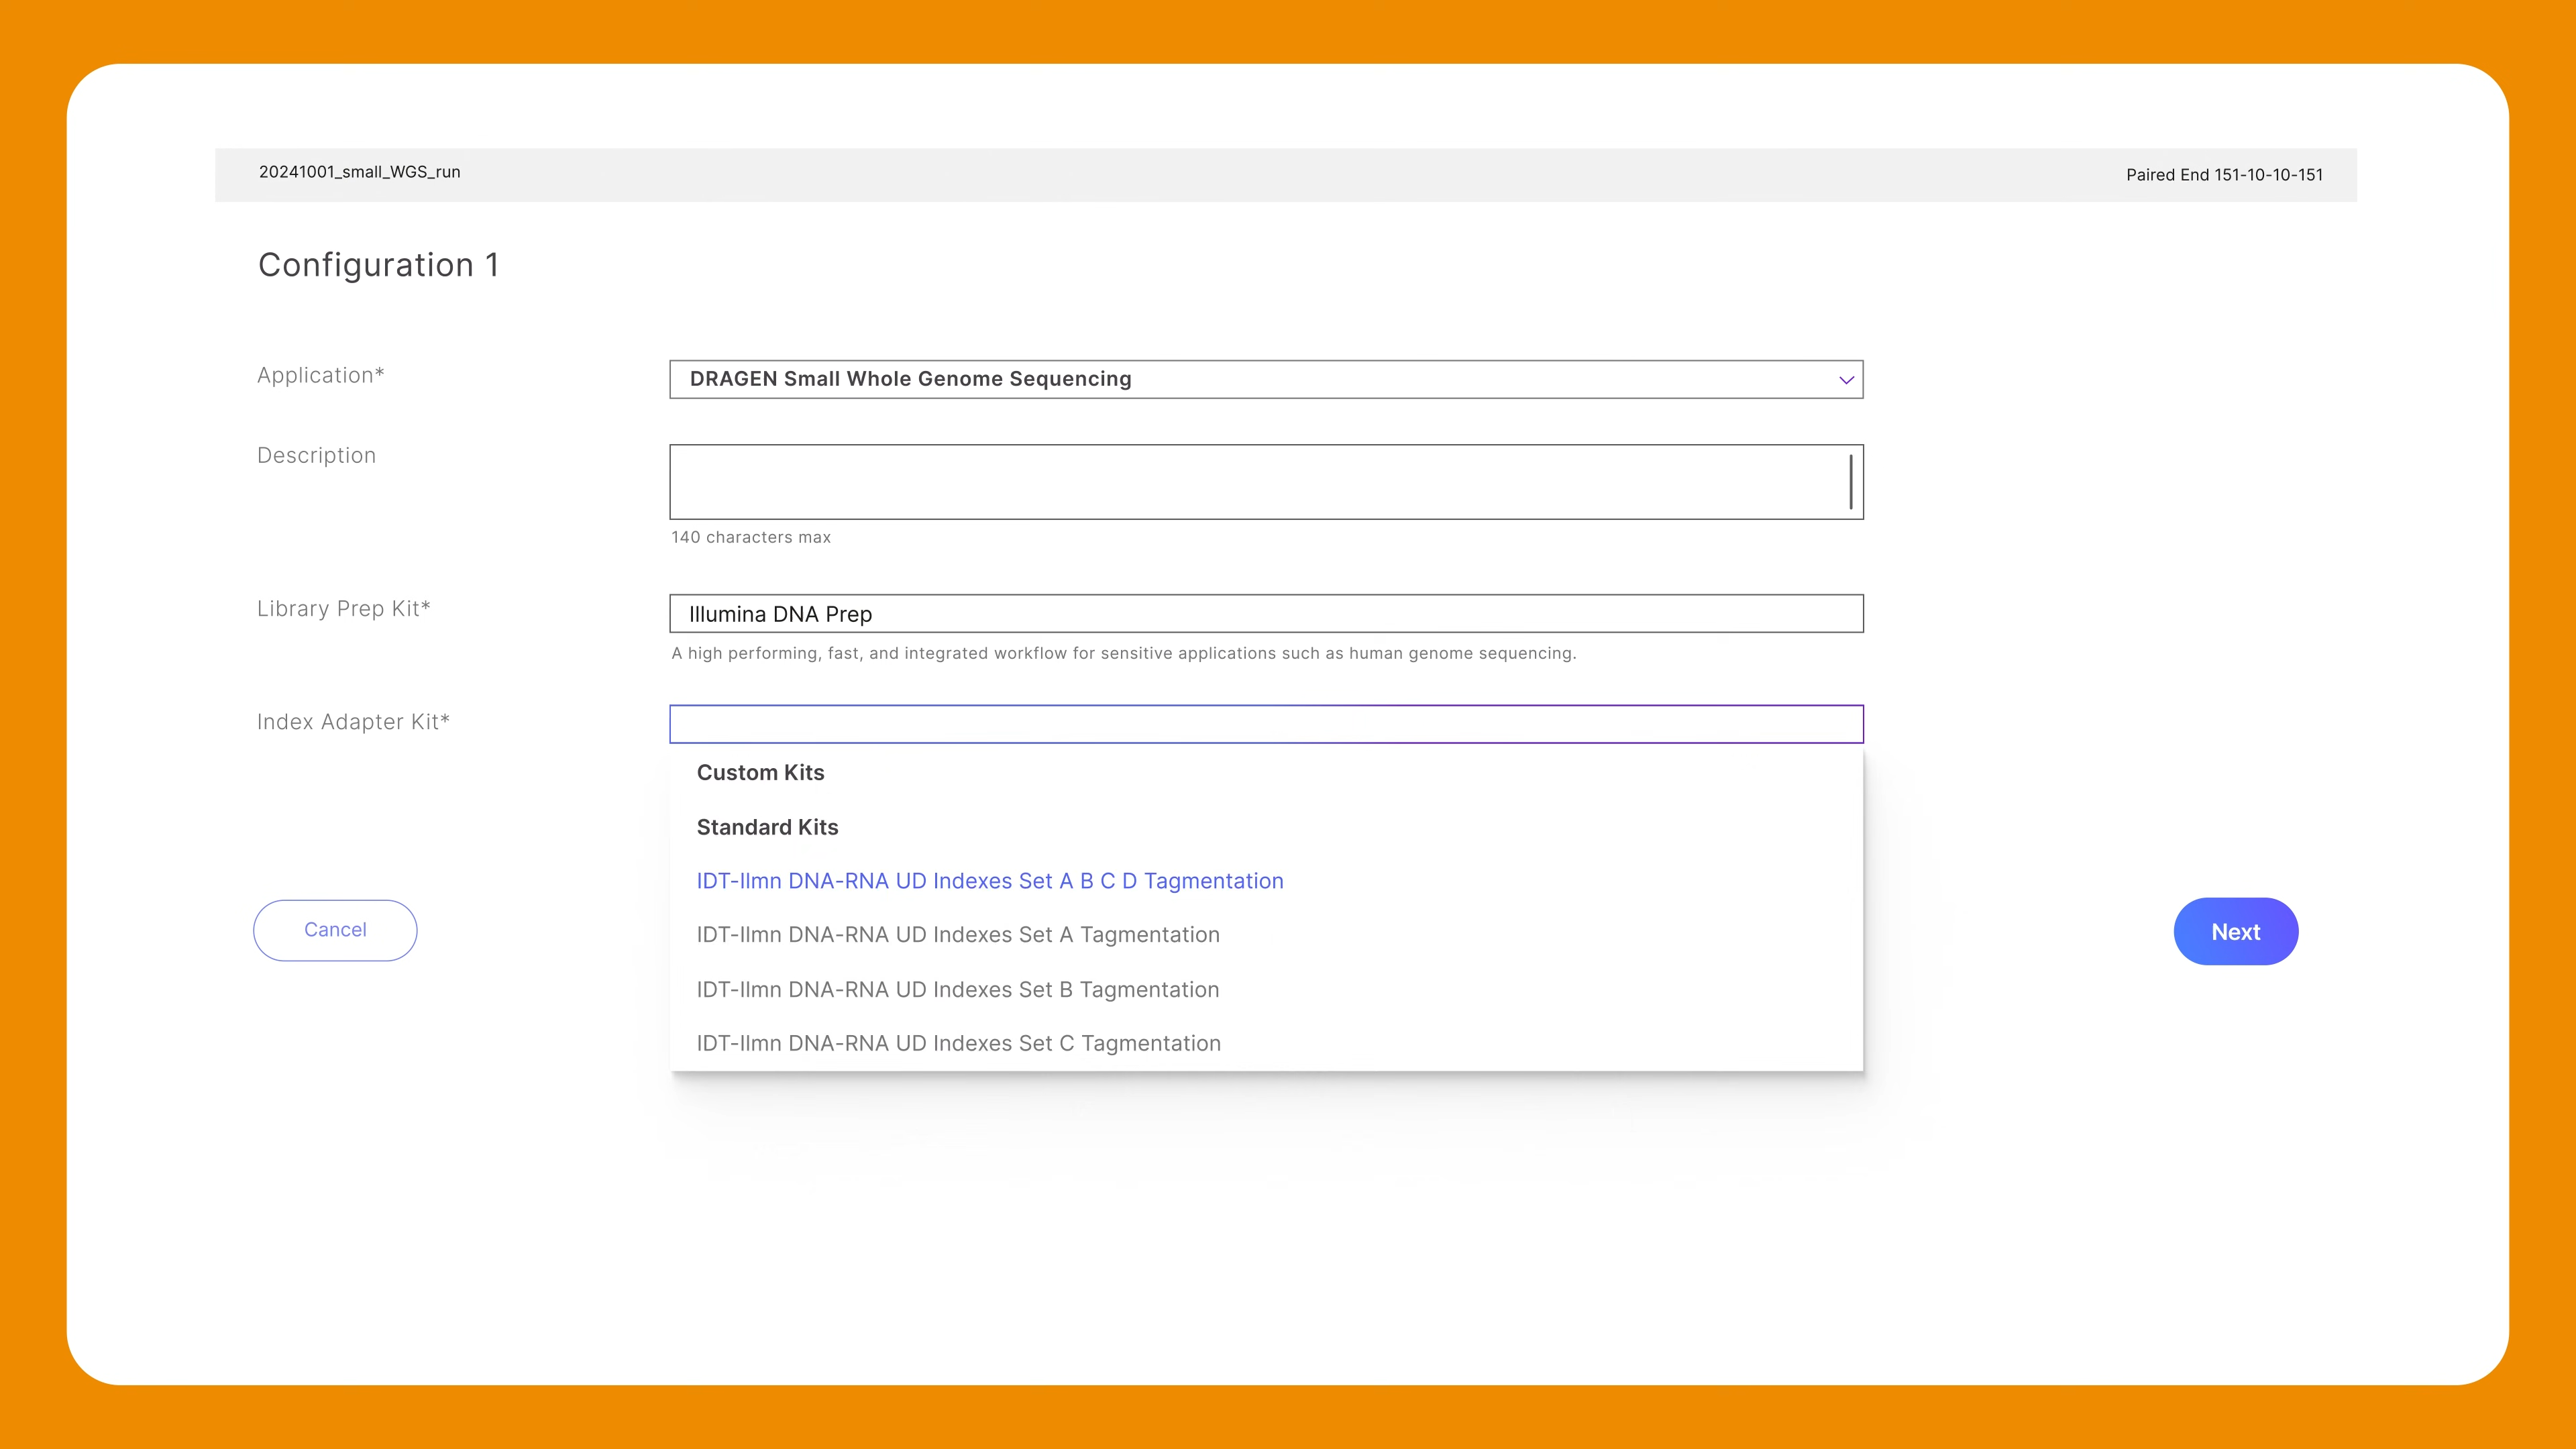 20241001_small_WGS_run
Paired End 151-10-10-151
Configuration 1
Application*
DRAGEN Small Whole Genome Sequencing
Description
140 characters max
Library Prep Kit*
Illumina DNA Prep
A high performing, fast, and integrated workflow for sensitive applications such as human genome sequencing.
Index Adapter Kit*
Custom Kits
Standard Kits
IDT-Ilmn DNA-RNA UD Indexes Set A B C D Tagmentation
IDT-Ilmn DNA-RNA UD Indexes Set A Tagmentation
IDT-Ilmn DNA-RNA UD Indexes Set B Tagmentation
IDT-Ilmn DNA-RNA UD Indexes Set C Tagmentation
Cancel
Next